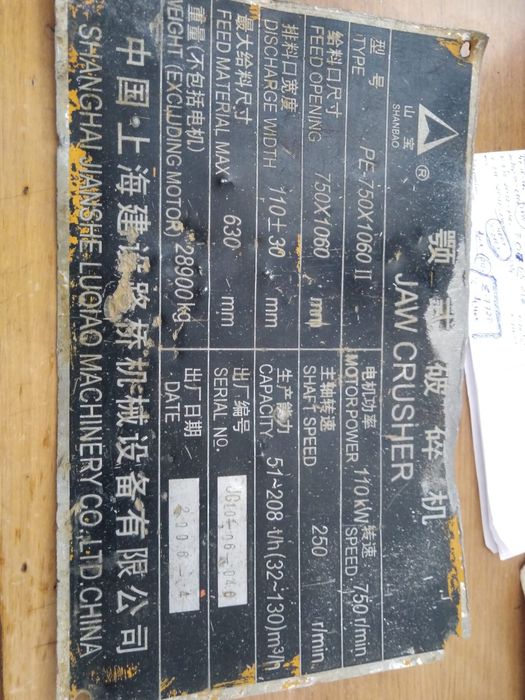 山宝
SHANBAO
®
颚式破碎机
JAW CRUSHER
型号
TYPE
PE-750X1060 II
电机功率
MOTOR POWER
110 kW
转速
SPEED
750 r/min
给料口尺寸
FEED OPENING
750X1060
mm
主轴转速
SHAFT SPEED
250
r/min
排料口宽度
DISCHARGE WIDTH
110±30
mm
生产能力
CAPACITY
51~208 t/h(32~130)m³/h
最大给料尺寸
FEED MATERIAL MAX
630
mm
出厂编号
SERIAL NO.
重量(不包括电机)
WEIGHT (EXCLUDING MOTOR)
28900kg
出厂日期
DATE
2006-4
中国·上海建设路桥机械设备有限公司
SHANGHAI JIANSHE LUQIAO MACHINERY CO.,LTD.CHINA